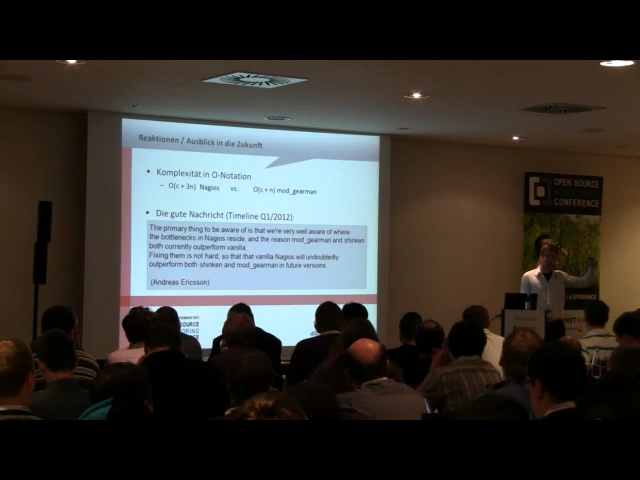 Reaktionen / Ausblick in die Zukunft
• Komplexität in O-Notation
– O(c + 3n) Nagios vs. O(c + n) mod_gearman
• Die gute Nachricht (Timeline Q1/2012):
The primary thing to be aware of is that we're very well aware of where
the bottlenecks in Nagios reside, and the reason mod_gearman and shinken
both currently outperform vanilla.
Fixing them is not hard, so that that vanilla Nagios will undoubtedly
outperform both shinken and mod_gearman in future versions.
(Andreas Ericsson)
OPEN SOURCE
CONFERENCE
EXPERIENCE